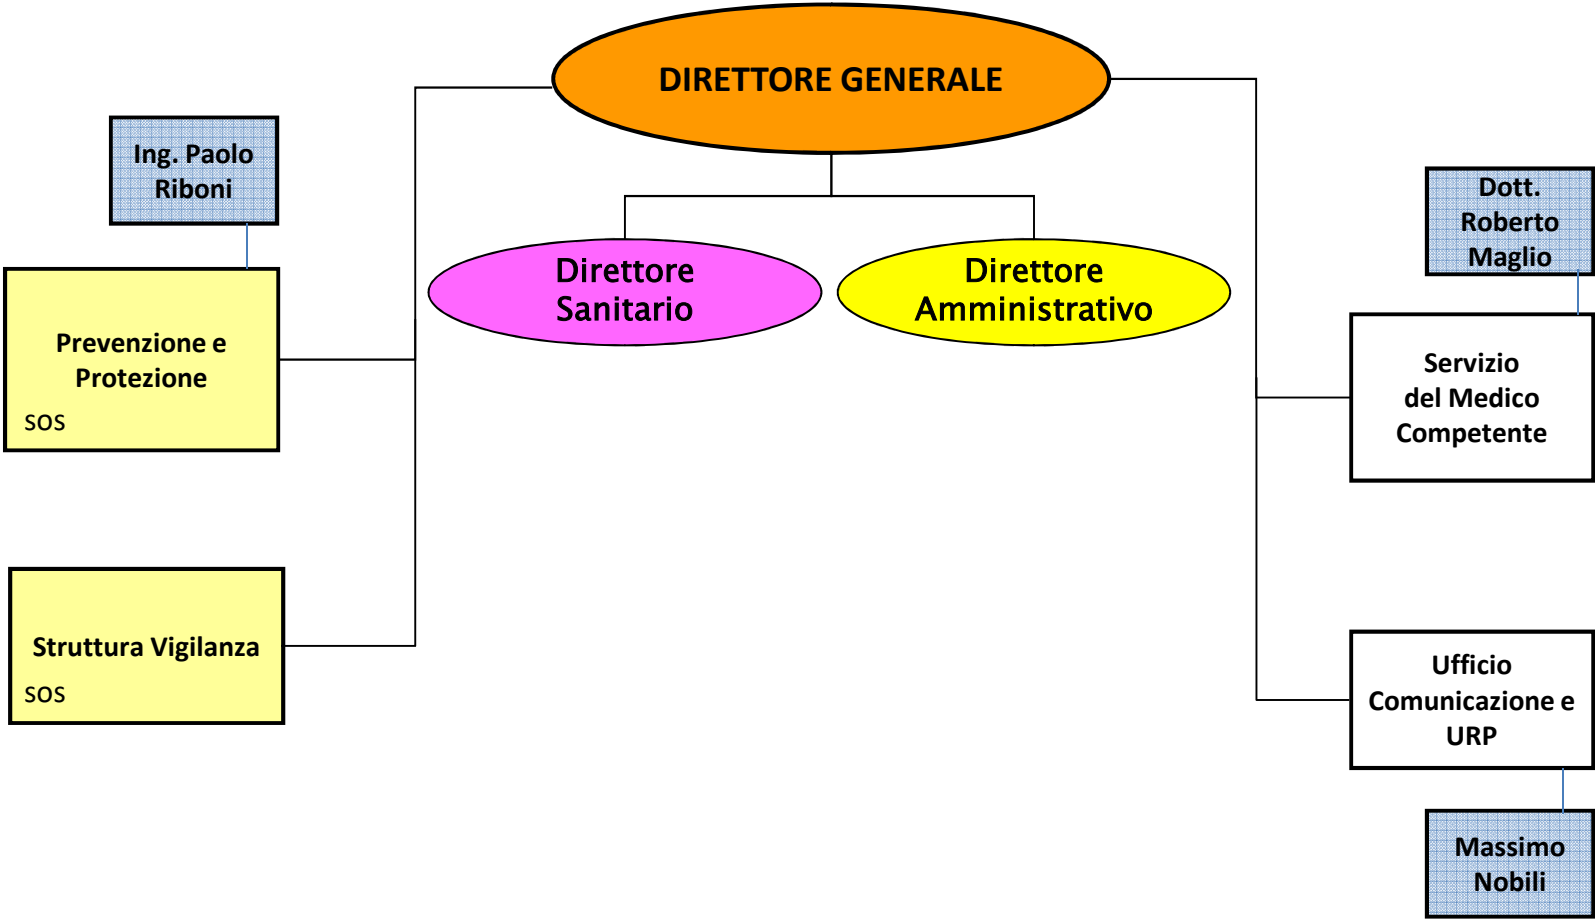 DIRETTORE GENERALE
Ing. Paolo
Riboni
Dott.
Roberto
Maglio
Direttore
Sanitario
Direttore
Amministrativo
Prevenzione e
Protezione
SOS
Servizio
del Medico
Competente
Struttura Vigilanza
SOS
Ufficio
Comunicazione e
URP
Massimo
Nobili